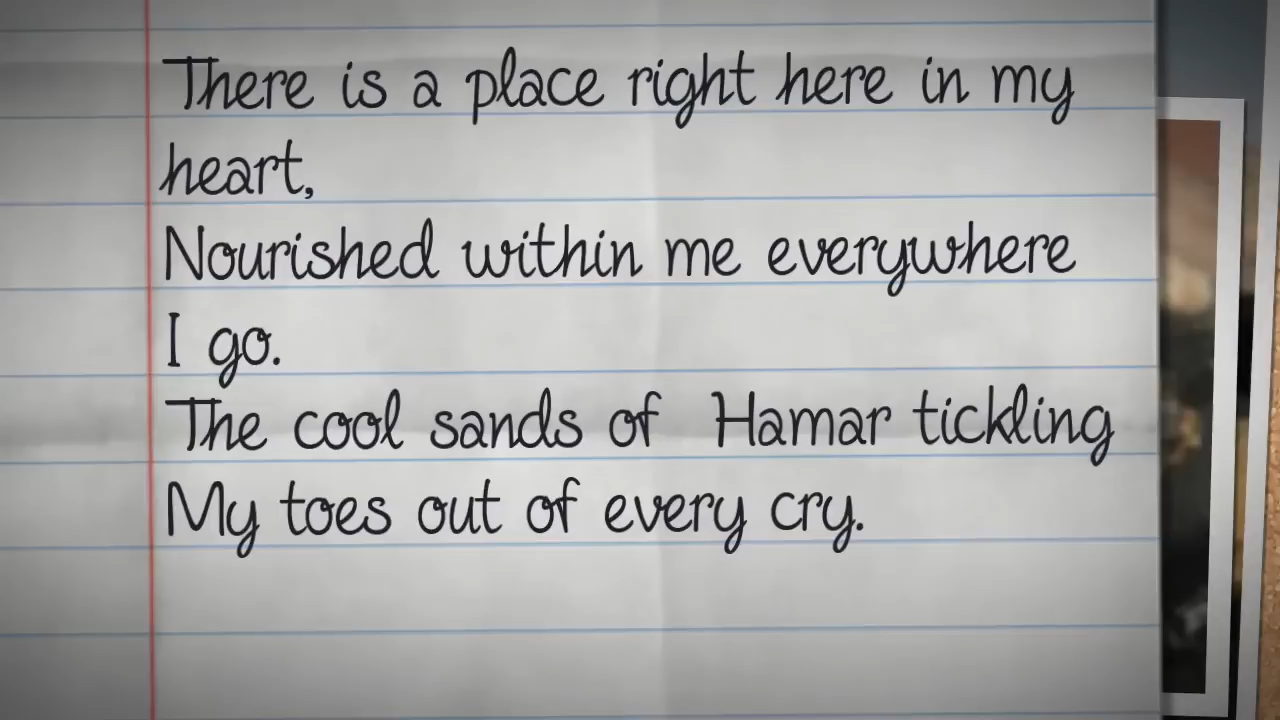 There is a place right here in my
heart,
Nourished within me everywhere
I go.
The cool sands of Hamar tickling
My toes out of every cry.